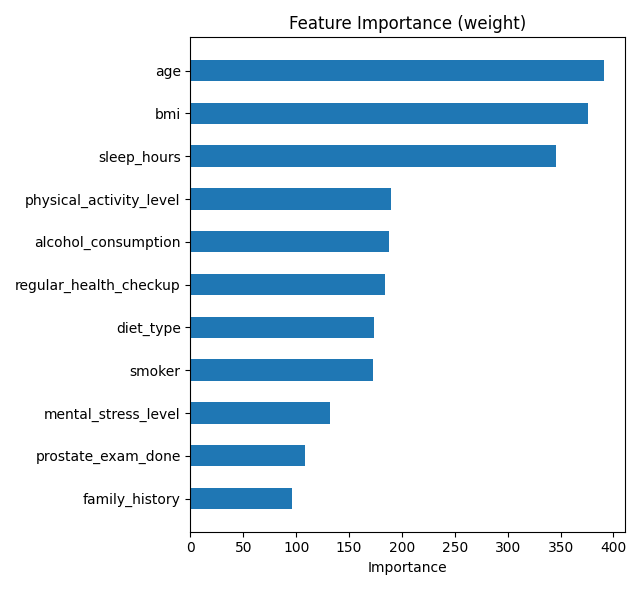 Feature Importance (weight)
age
bmi
sleep_hours
physical_activity_level
alcohol_consumption
regular_health_checkup
diet_type
smoker
mental_stress_level
prostate_exam_done
family_history
0 50 100 150 200 250 300 350 400
Importance